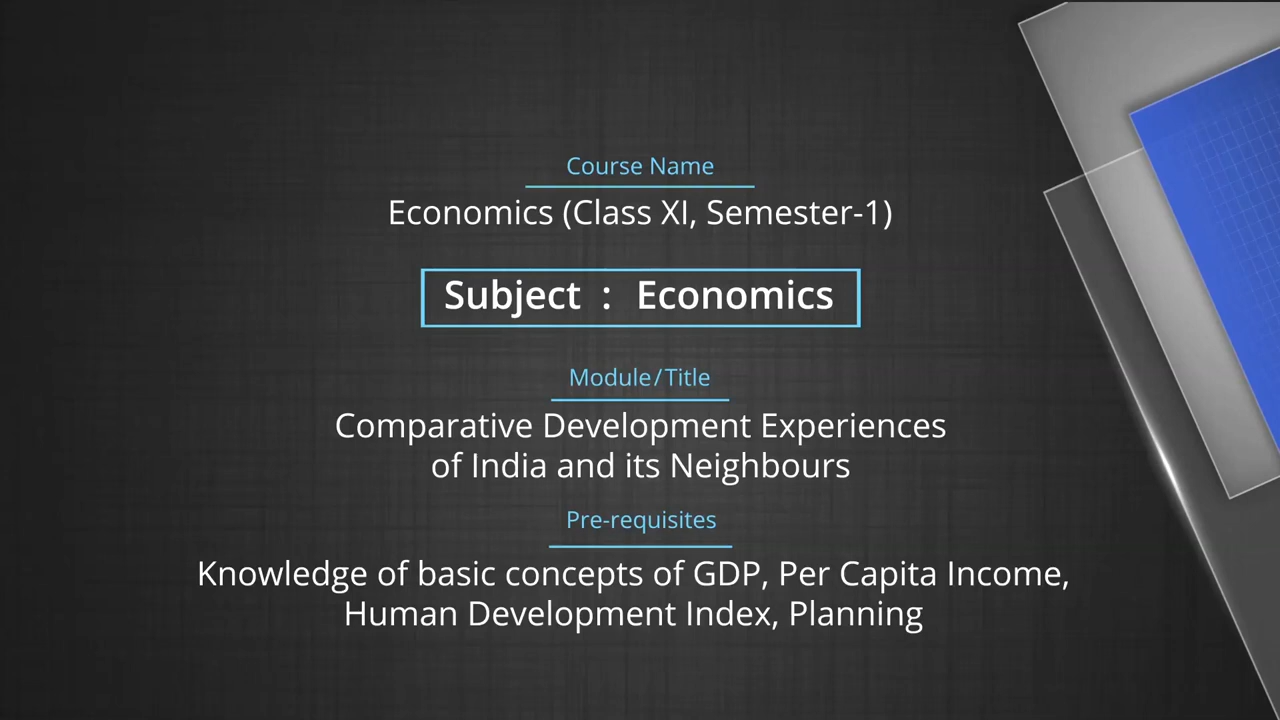 Course Name
Economics (Class XI, Semester-1)
Subject : Economics
Module/Title
Comparative Development Experiences
of India and its Neighbours
Pre-requisites
Knowledge of basic concepts of GDP, Per Capita Income,
Human Development Index, Planning